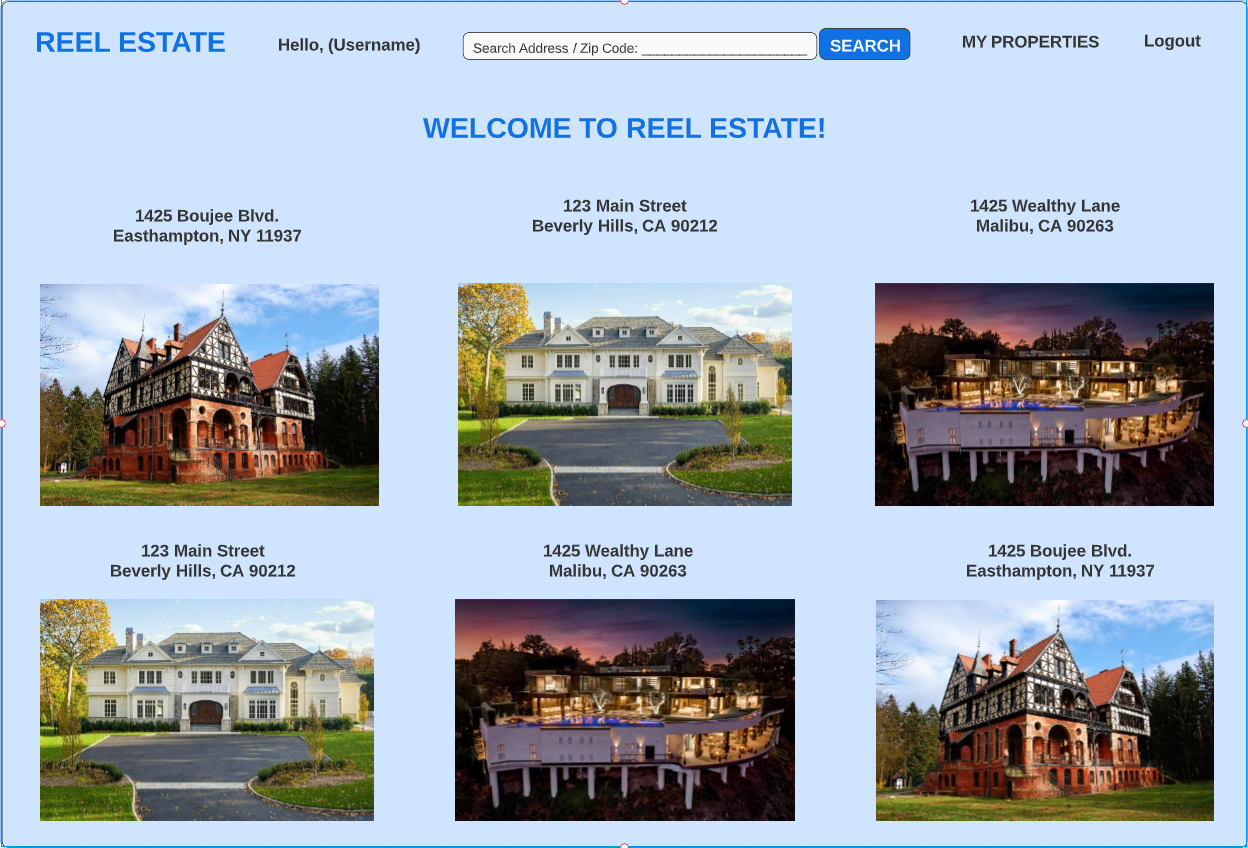 REEL ESTATE
Hello, (Username)
Search Address / Zip Code: ______________________
SEARCH
MY PROPERTIES
Logout
WELCOME TO REEL ESTATE!
1425 Boujee Blvd.
Easthampton, NY 11937
123 Main Street
Beverly Hills, CA 90212
1425 Wealthy Lane
Malibu, CA 90263
123 Main Street
Beverly Hills, CA 90212
1425 Wealthy Lane
Malibu, CA 90263
1425 Boujee Blvd.
Easthampton, NY 11937